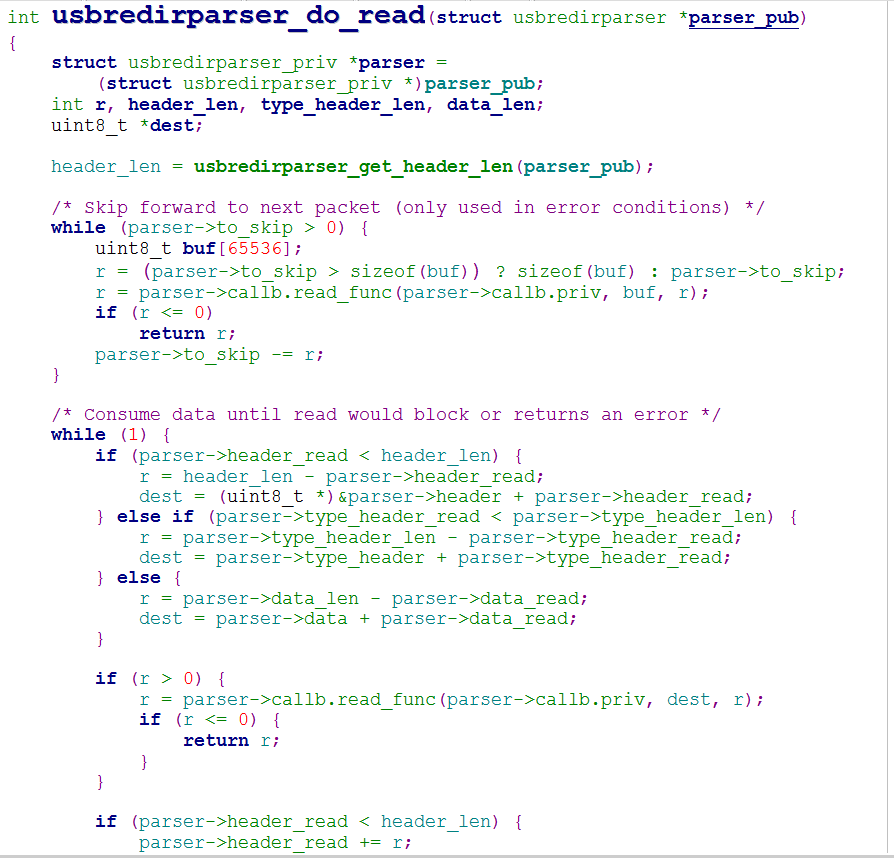 int usbredirparser_do_read(struct usbredirparser *parser_pub)
{
    struct usbredirparser_priv *parser =
        (struct usbredirparser_priv *)parser_pub;
    int r, header_len, type_header_len, data_len;
    uint8_t *dest;

    header_len = usbredirparser_get_header_len(parser_pub);

    /* Skip forward to next packet (only used in error conditions) */
    while (parser->to_skip > 0) {
        uint8_t buf[65536];
        r = (parser->to_skip > sizeof(buf)) ? sizeof(buf) : parser->to_skip;
        r = parser->callb.read_func(parser->callb.priv, buf, r);
        if (r <= 0)
            return r;
        parser->to_skip -= r;
    }

    /* Consume data until read would block or returns an error */
    while (1) {
        if (parser->header_read < header_len) {
            r = header_len - parser->header_read;
            dest = (uint8_t *)&parser->header + parser->header_read;
        } else if (parser->type_header_read < parser->type_header_len) {
            r = parser->type_header_len - parser->type_header_read;
            dest = parser->type_header + parser->type_header_read;
        } else {
            r = parser->data_len - parser->data_read;
            dest = parser->data + parser->data_read;
        }

        if (r > 0) {
            r = parser->callb.read_func(parser->callb.priv, dest, r);
            if (r <= 0) {
                return r;
            }
        }

        if (parser->header_read < header_len) {
            parser->header_read += r;